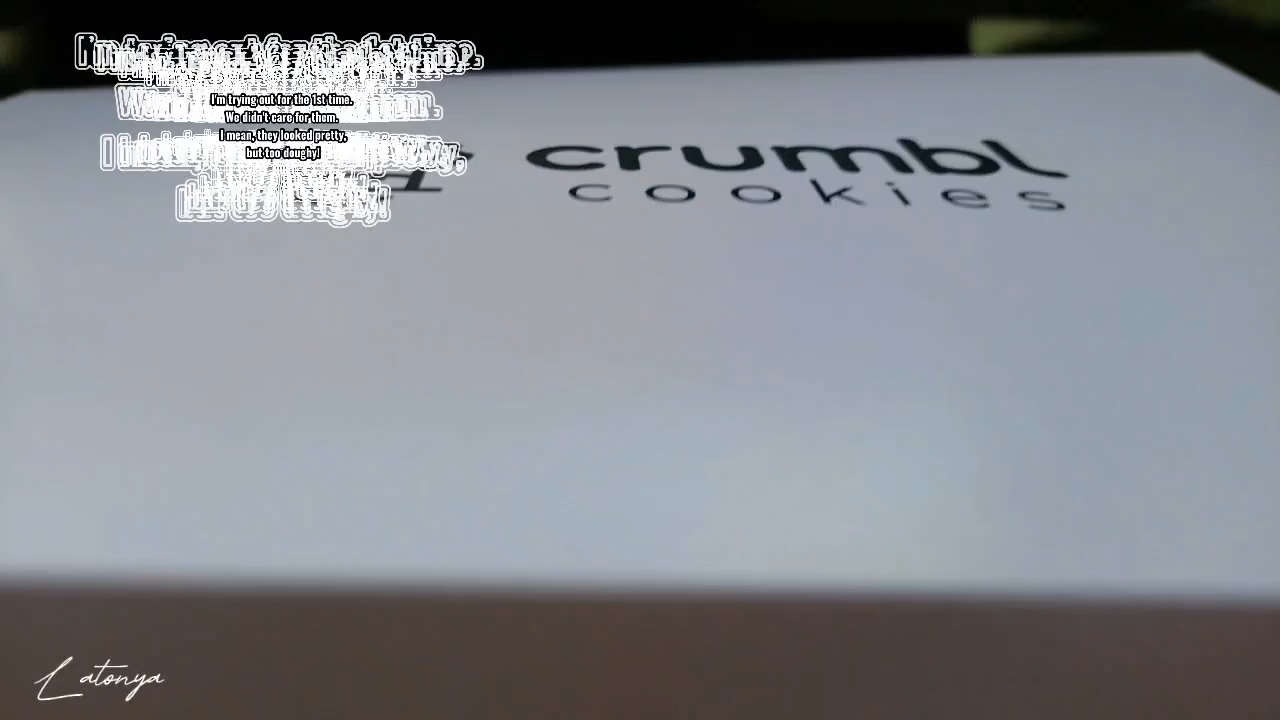 I'm trying out for the 1st time.
We didn't care for them.
I mean, they looked pretty,
but too doughy!
crumbl
cookies
Latonya